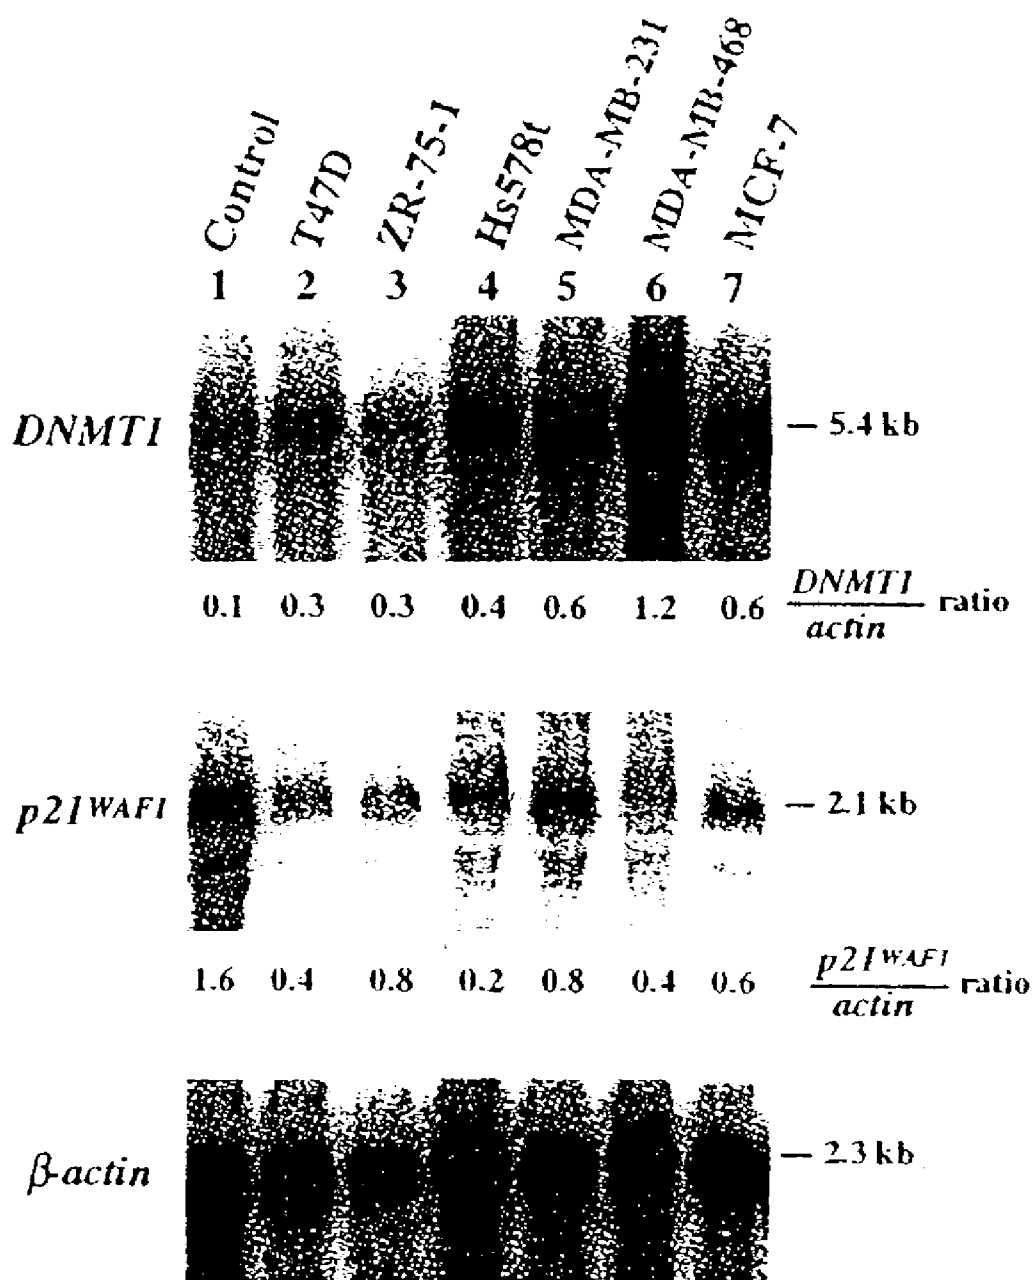 Control T47D ZR-75-1 Hs578t MDA-MB-231 MDA-MB-468 MCF-7
1 2 3 4 5 6 7
DNMT1 — 5.4 kb
0.1 0.3 0.3 0.4 0.6 1.2 0.6 DNMT1/actin ratio
p21WAF1 — 2.1 kb
1.6 0.4 0.8 0.2 0.8 0.4 0.6 p21WAF1/actin ratio
β-actin — 2.3 kb